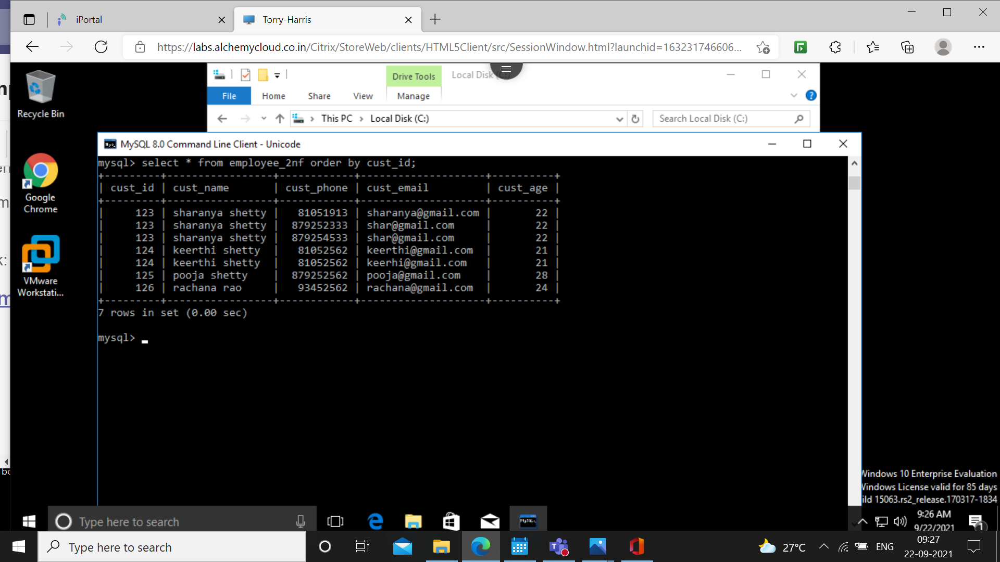 iPortal
Torry-Harris
https://labs.alchemycloud.co.in/Citrix/StoreWeb/clients/HTML5Client/src/SessionWindow.html?launchid=163231746606...
Recycle Bin
Drive Tools
Local Disk (C:)
File Home Share View Manage
This PC > Local Disk (C:)
Search Local Disk (C:)
MySQL 8.0 Command Line Client - Unicode
mysql> select * from employee_2nf order by cust_id;
+---------+-----------------+------------+--------------------+----------+
| cust_id | cust_name | cust_phone | cust_email | cust_age |
+---------+-----------------+------------+--------------------+----------+
| 123 | sharanya shetty | 81051913 | sharanya@gmail.com | 22 |
| 123 | sharanya shetty | 879252333 | shar@gmail.com | 22 |
| 123 | sharanya shetty | 879254533 | shar@gmail.com | 22 |
| 124 | keerthi shetty | 81052562 | keerthi@gmail.com | 21 |
| 124 | keerthi shetty | 81052562 | keerhi@gmail.com | 21 |
| 125 | pooja shetty | 879252562 | pooja@gmail.com | 28 |
| 126 | rachana rao | 93452562 | rachana@gmail.com | 24 |
+---------+-----------------+------------+--------------------+----------+
7 rows in set (0.00 sec)
mysql>
Google
Chrome
VMware
Workstati...
Windows 10 Enterprise Evaluation
Windows License valid for 85 days
ild 15063.rs2_release.170317-1834
Type here to search
9:26 AM
9/22/2021
1
Type here to search
27°C
ENG
09:27
22-09-2021